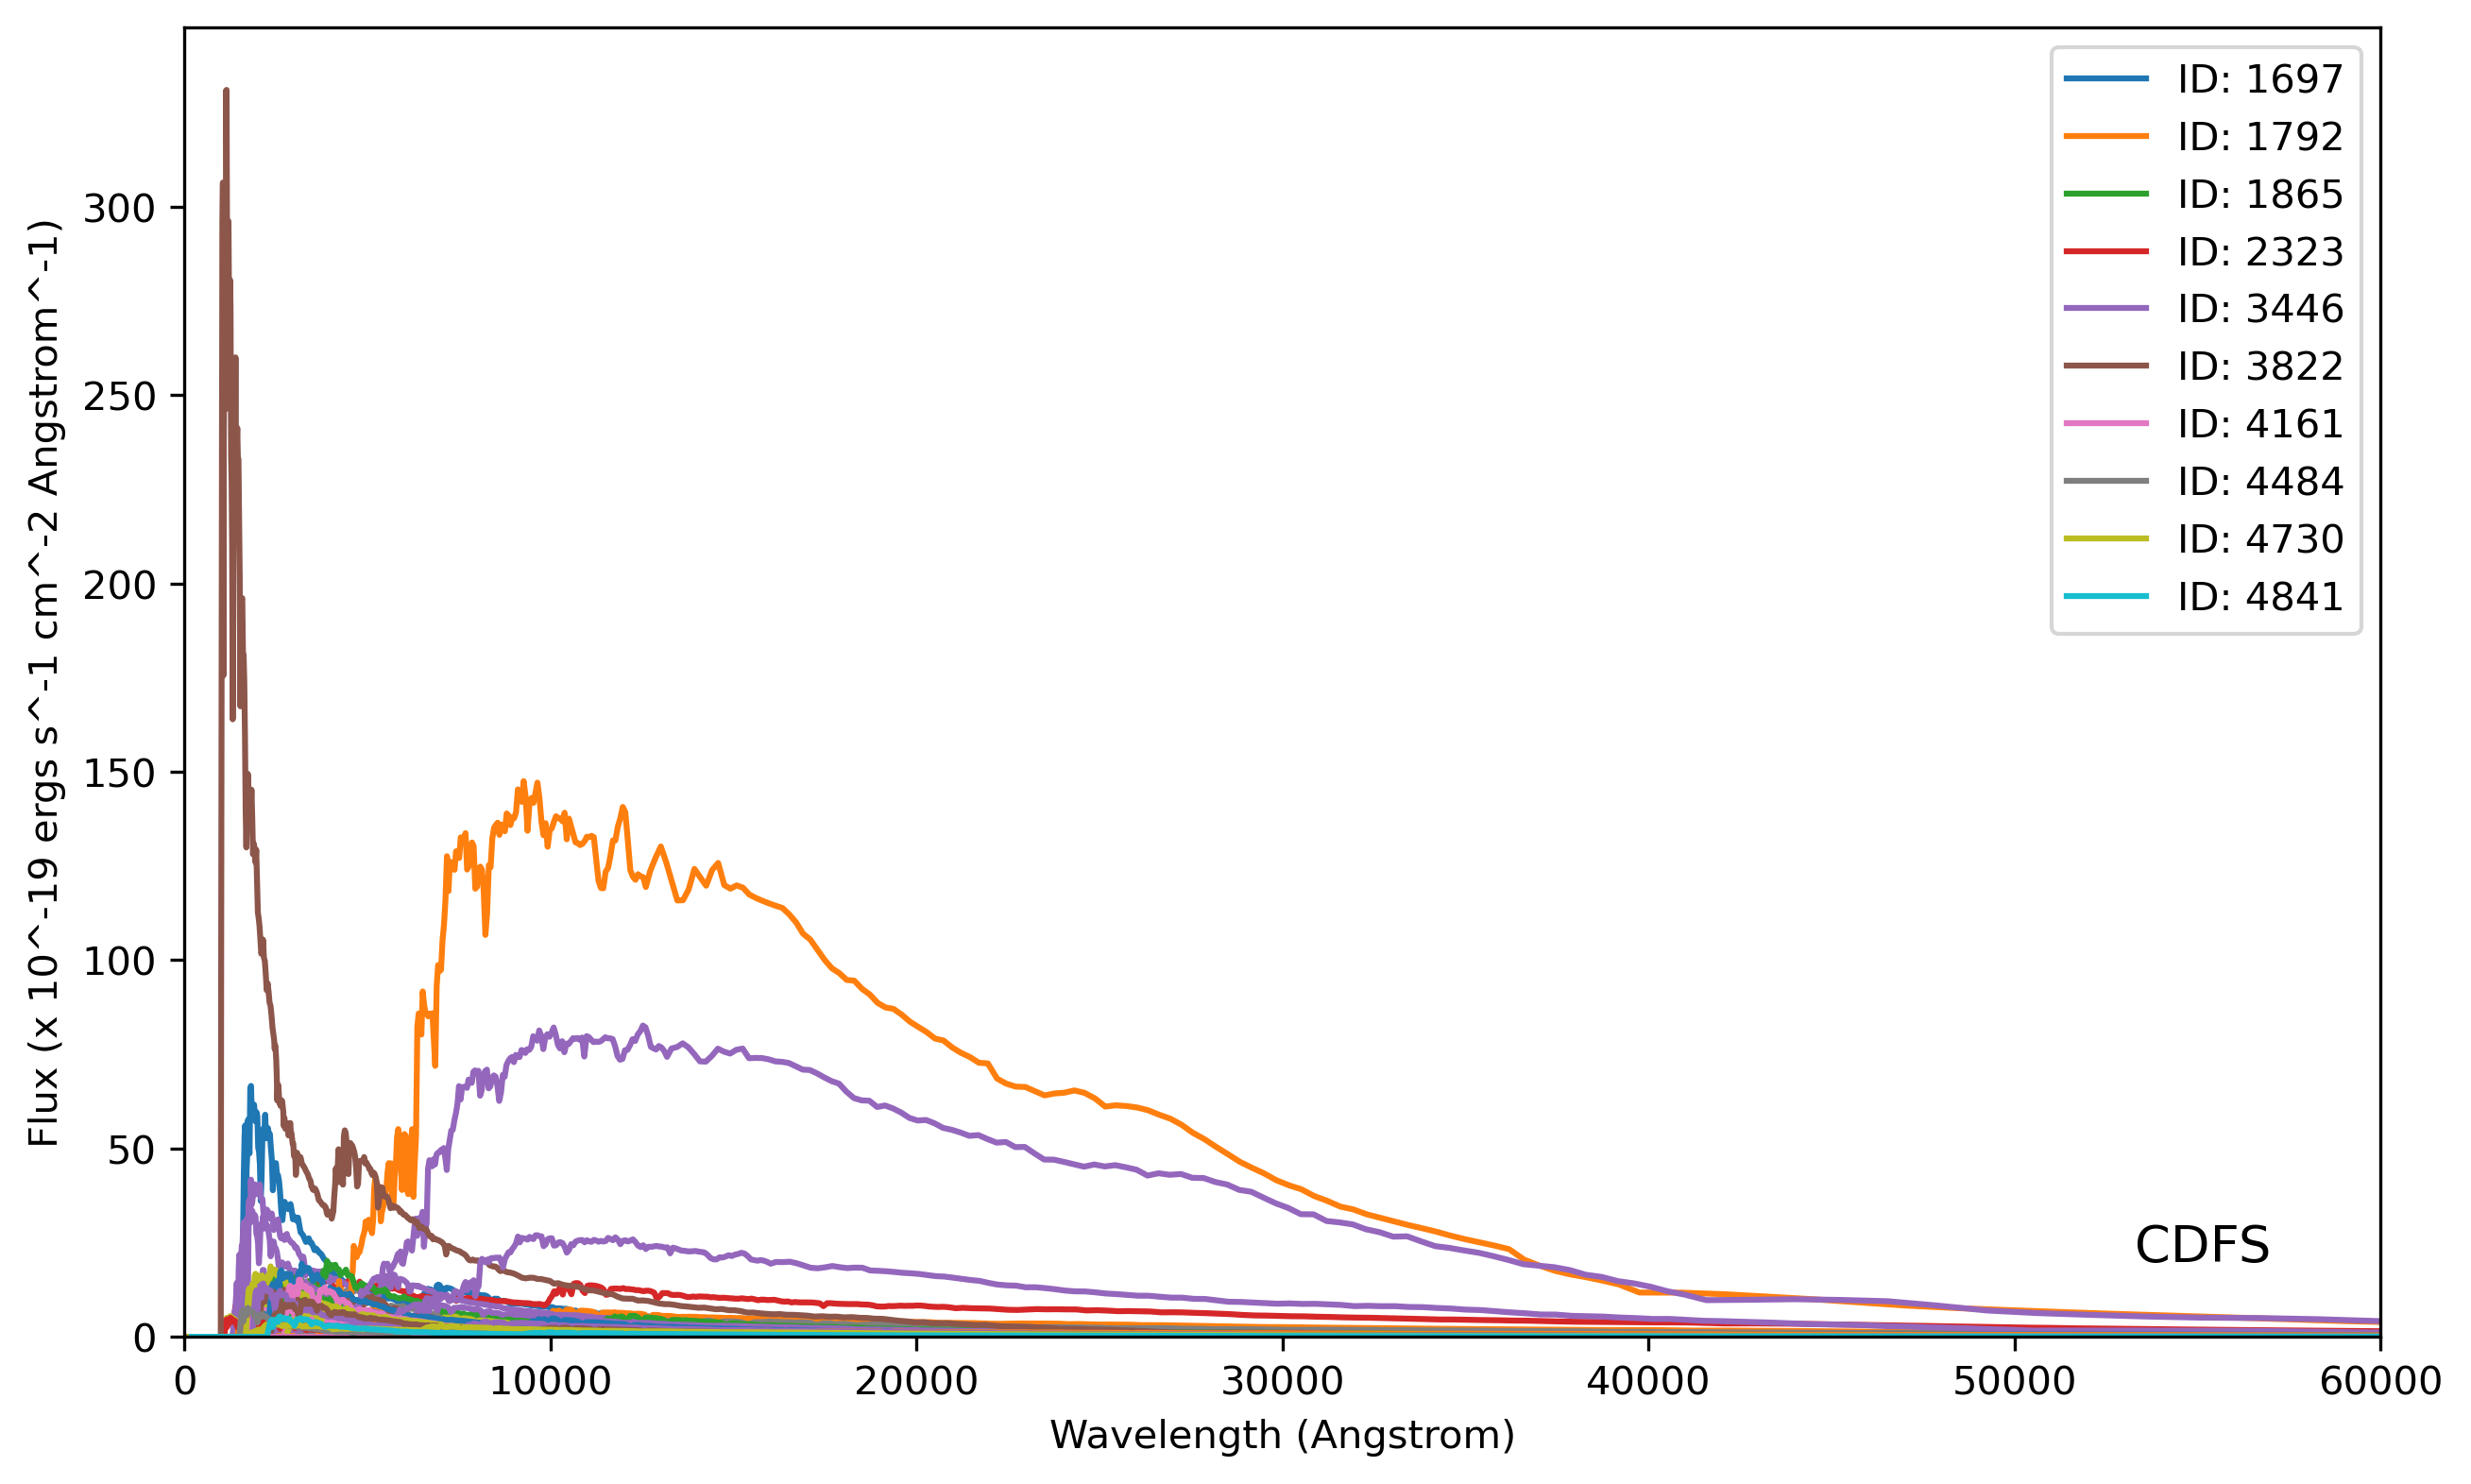 Flux (x 10^-19 ergs s^-1 cm^-2 Angstrom^-1)
300
250
200
150
100
50
0
ID: 1697
ID: 1792
ID: 1865
ID: 2323
ID: 3446
ID: 3822
ID: 4161
ID: 4484
ID: 4730
ID: 4841
CDFS
0 10000 20000 30000 40000 50000 60000
Wavelength (Angstrom)